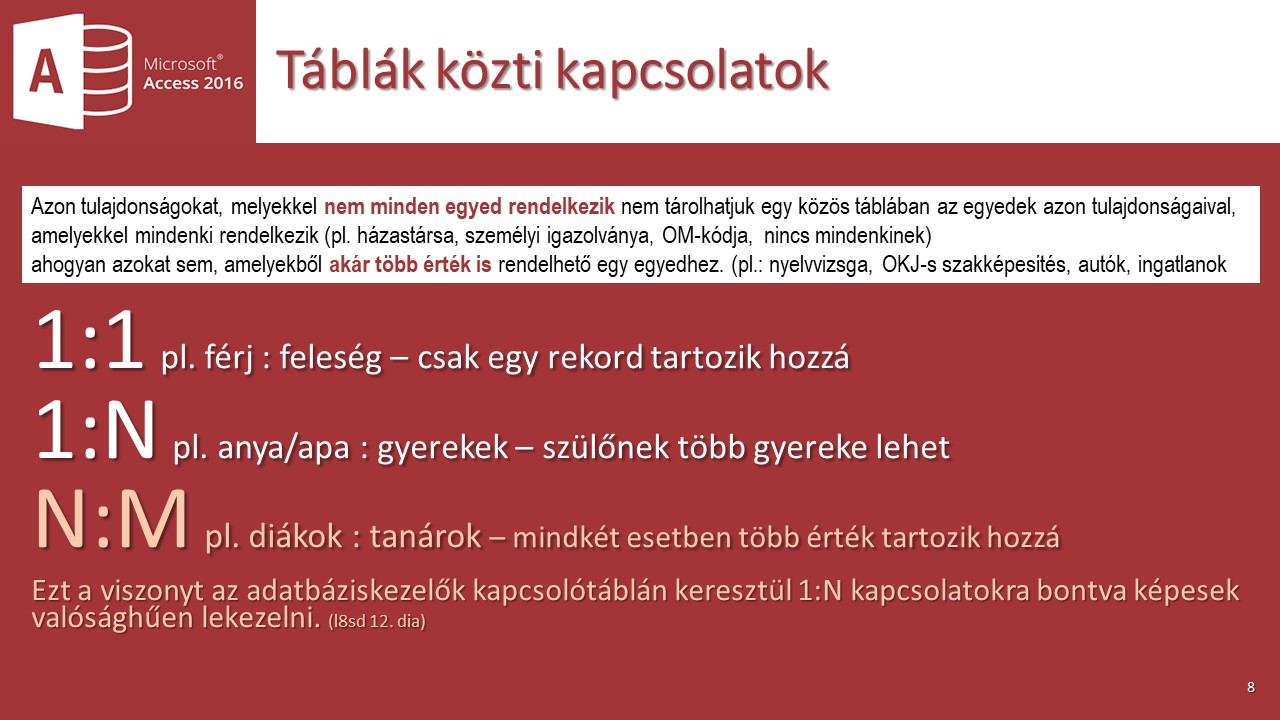 Microsoft®
Access 2016
A
Táblák közti kapcsolatok
Azon tulajdonságokat, melyekkel nem minden egyed rendelkezik nem tárolhatjuk egy közös táblában az egyedek azon tulajdonságaival,
amelyekkel mindenki rendelkezik (pl. házastársa, személyi igazolványa, OM-kódja, nincs mindenkinek)
ahogyan azokat sem, amelyekből akár több érték is rendelhető egy egyedhez. (pl.: nyelvvizsga, OKJ-s szakképesítés, autók, ingatlanok
1:1 pl. férj : feleség – csak egy rekord tartozik hozzá
1:N pl. anya/apa : gyerekek – szülőnek több gyereke lehet
N:M pl. diákok : tanárok – mindkét esetben több érték tartozik hozzá
Ezt a viszonyt az adatbáziskezelők kapcsolótáblán keresztül 1:N kapcsolatokra bontva képesek
valósághűen lekezelni. (l8sd 12. dia)
8